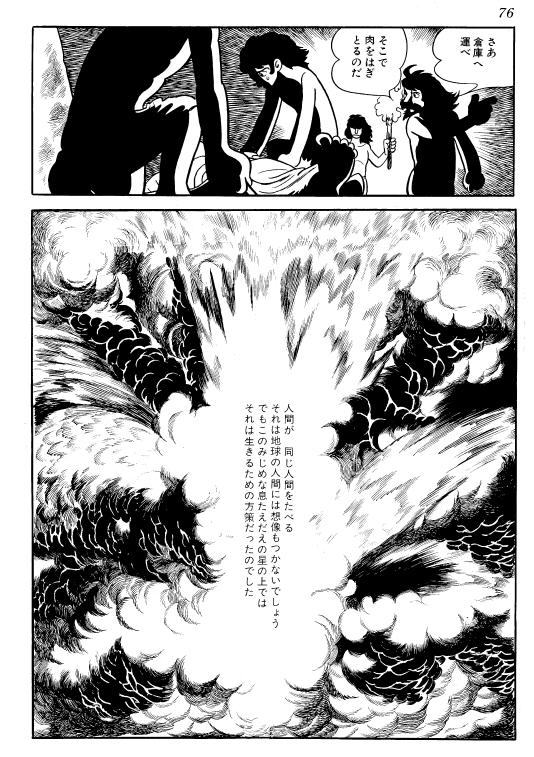 76
さあ
倉庫へ
運べ
そこで
肉をはぎ
とるのだ
人間が　同じ人間をたべる
それは地球の人間には想像もつかないでしょう
でもこのみじめな息たえだえの星の上では
それは生きるための方策だったのでした